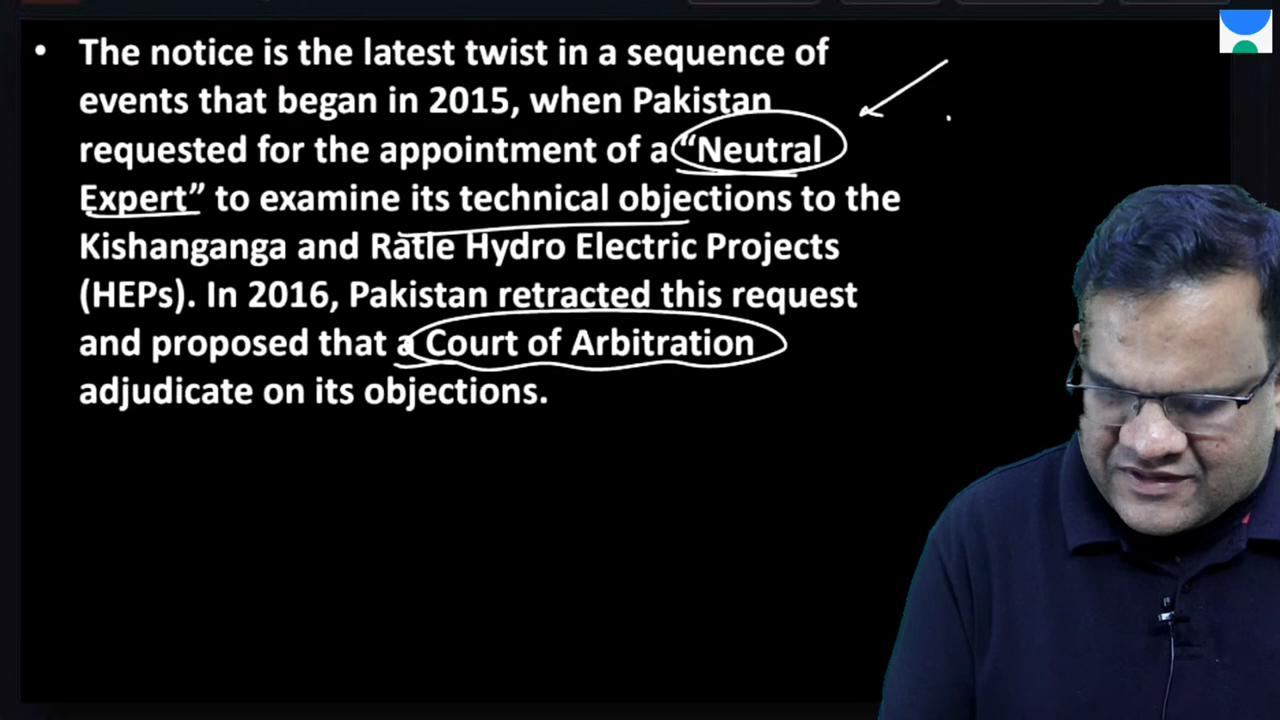 • The notice is the latest twist in a sequence of
events that began in 2015, when Pakistan
requested for the appointment of a “Neutral
Expert” to examine its technical objections to the
Kishanganga and Ratle Hydro Electric Projects
(HEPs). In 2016, Pakistan retracted this request
and proposed that a Court of Arbitration
adjudicate on its objections.